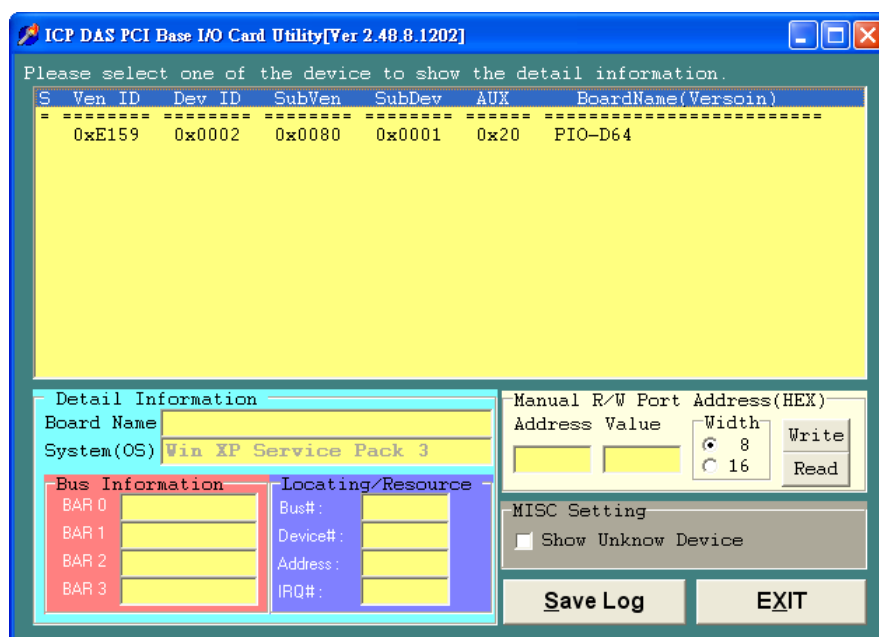 ICP DAS PCI Base I/O Card Utility[Ver 2.48.8.1202]
Please select one of the device to show the detail information.
S Ven ID Dev ID SubVen SubDev AUX BoardName(Versoin)
= ======== ======== ======== ======== ====== =========================
0xE159 0x0002 0x0080 0x0001 0x20 PIO-D64
Detail Information
Board Name
System(OS) Win XP Service Pack 3
Bus Information
BAR 0
BAR 1
BAR 2
BAR 3
Locating/Resource
Bus# :
Device# :
Address :
IRQ# :
Manual R/W Port Address(HEX)
Address Value
Width
8
16
Write
Read
MISC Setting
Show Unknow Device
Save Log
EXIT